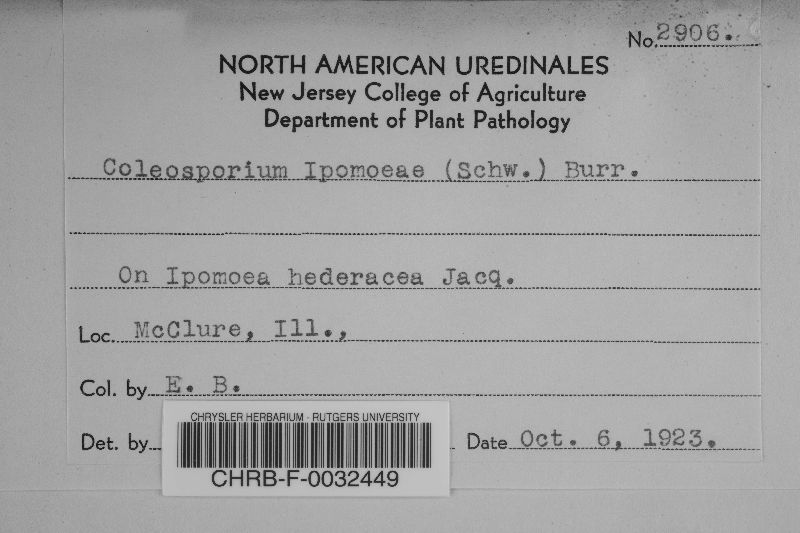 No. 2906.
NORTH AMERICAN UREDINALES
New Jersey College of Agriculture
Department of Plant Pathology
Coleosporium Ipomoeae (Schw.) Burr.
On Ipomoea hederacea Jacq.
Loc. McClure, Ill.,
Col. by E. B.
Det. by Date Oct. 6, 1923.
CHRYSLER HERBARIUM - RUTGERS UNIVERSITY
CHRB-F-0032449